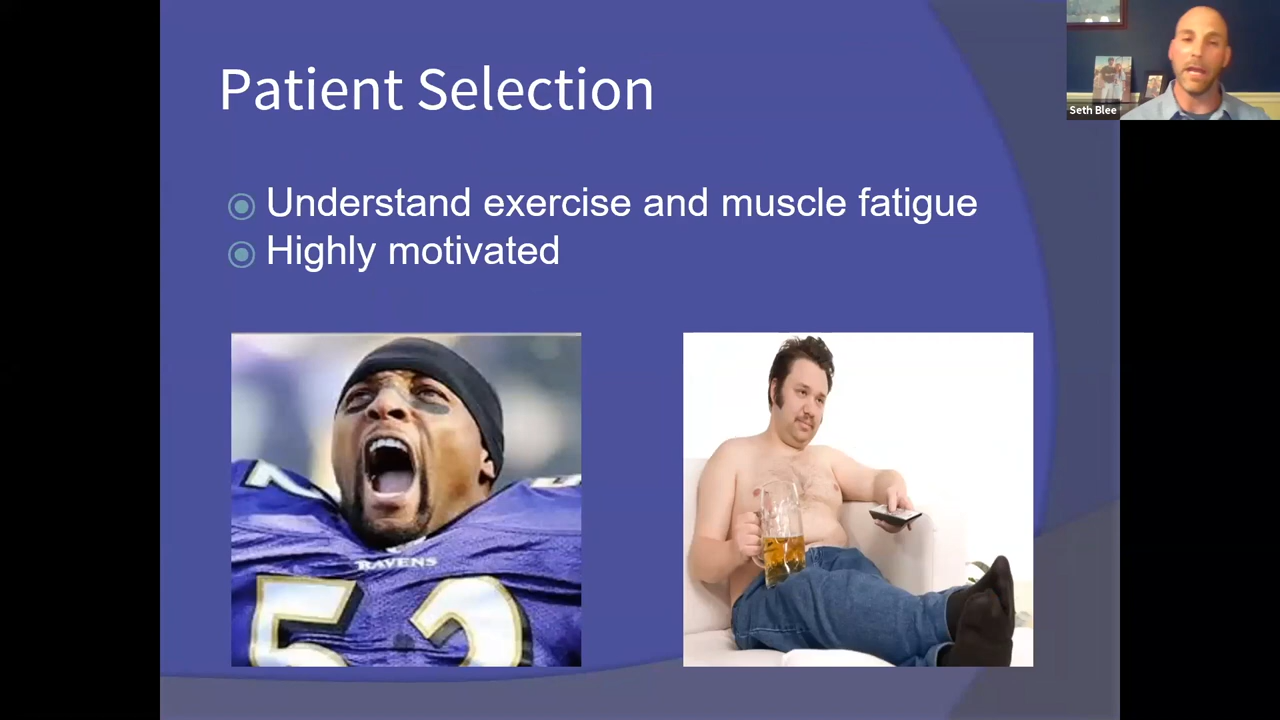 Patient Selection
Seth Blee
Understand exercise and muscle fatigue
Highly motivated
RAVENS
52